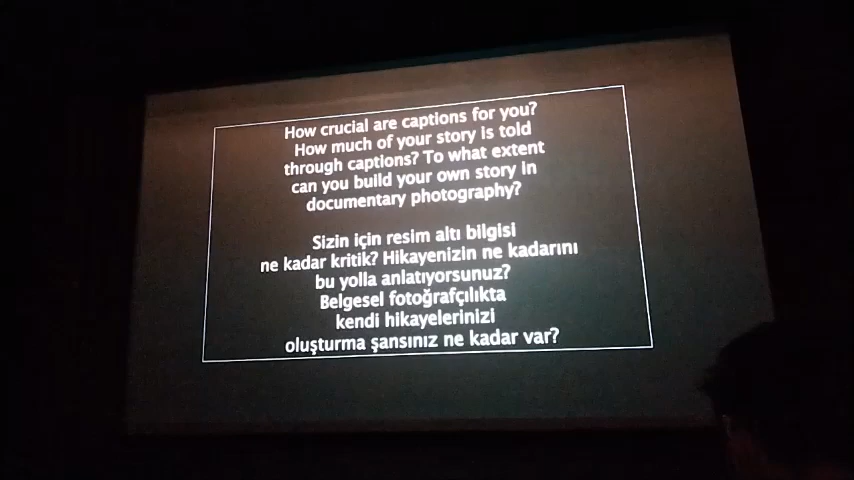 How crucial are captions for you?
How much of your story is told
through captions? To what extent
can you build your own story in
documentary photography?
Sizin için resim altı bilgisi
ne kadar kritik? Hikayenizin ne kadarını
bu yolla anlatıyorsunuz?
Belgesel fotoğrafçılıkta
kendi hikayelerinizi
oluşturma şansınız ne kadar var?